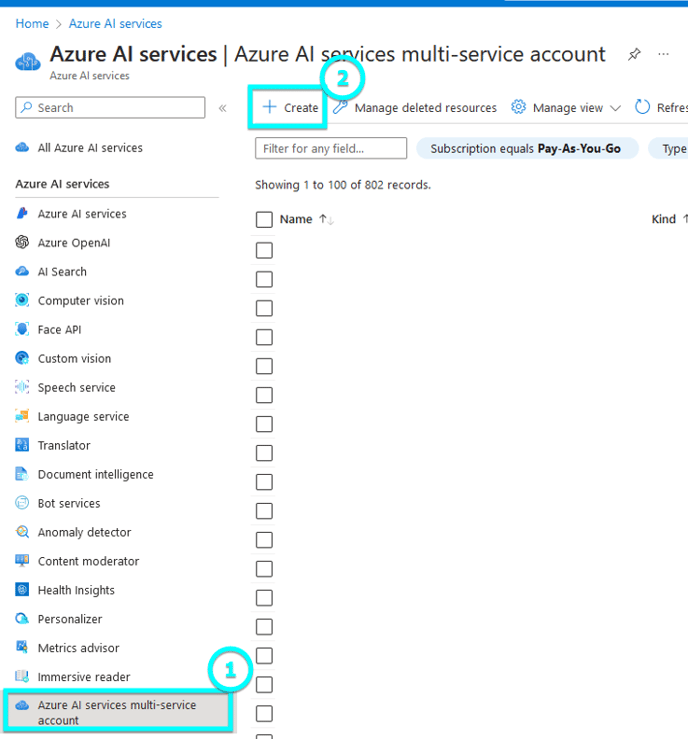 Home > Azure AI services
Azure AI services | Azure AI services multi-service account
Azure AI services
Search
«
2
+ Create
Manage deleted resources
Manage view
Refres
All Azure AI services
Filter for any field...
Subscription equals Pay-As-You-Go
Type
Azure AI services
Showing 1 to 100 of 802 records.
Azure AI services
Name ↑↓
Kind ↑
Azure OpenAI
AI Search
Computer vision
Face API
Custom vision
Speech service
Language service
Translator
Document intelligence
Bot services
Anomaly detector
Content moderator
Health Insights
Personalizer
Metrics advisor
Immersive reader
1
Azure AI services multi-service
account